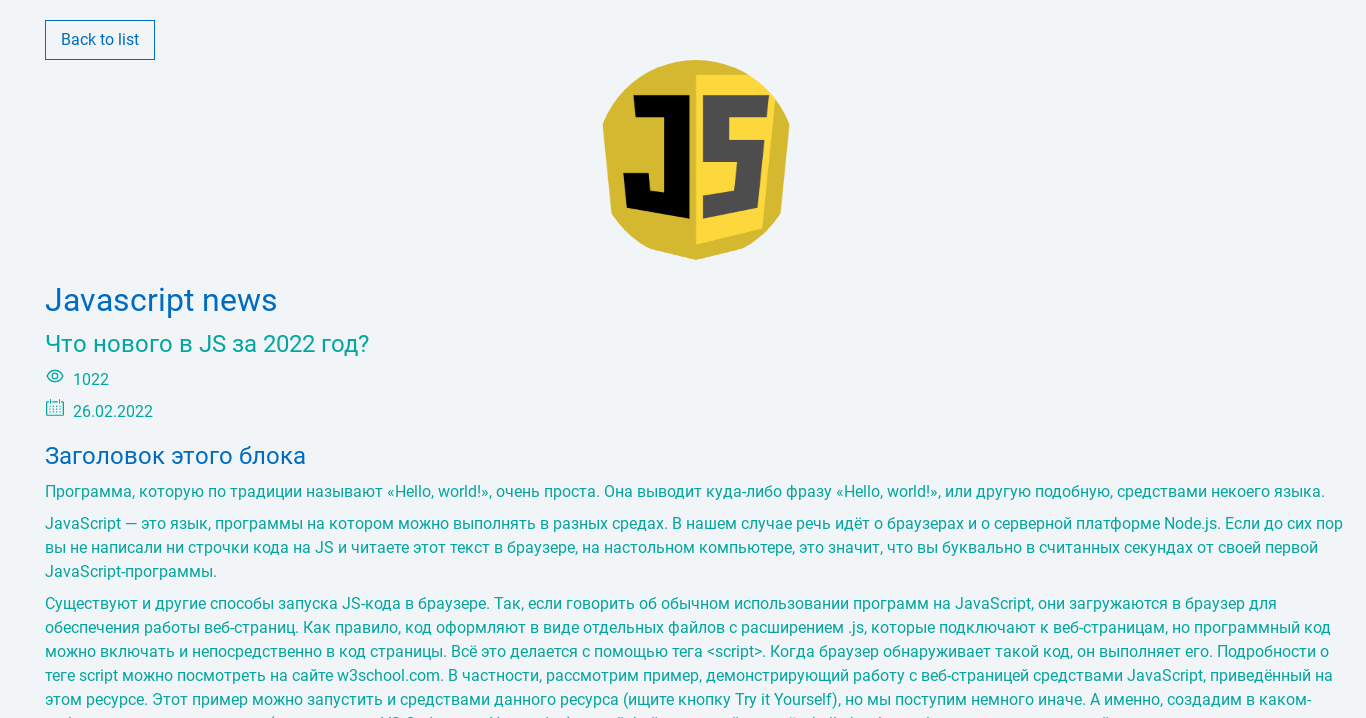 Back to list
JS
Javascript news
Что нового в JS за 2022 год?
1022
26.02.2022
Заголовок этого блока
Программа, которую по традиции называют «Hello, world!», очень проста. Она выводит куда-либо фразу «Hello, world!», или другую подобную, средствами некоего языка.
JavaScript — это язык, программы на котором можно выполнять в разных средах. В нашем случае речь идёт о браузерах и о серверной платформе Node.js. Если до сих пор
вы не написали ни строчки кода на JS и читаете этот текст в браузере, на настольном компьютере, это значит, что вы буквально в считанных секундах от своей первой
JavaScript-программы.
Существуют и другие способы запуска JS-кода в браузере. Так, если говорить об обычном использовании программ на JavaScript, они загружаются в браузер для
обеспечения работы веб-страниц. Как правило, код оформляют в виде отдельных файлов с расширением .js, которые подключают к веб-страницам, но программный код
можно включать и непосредственно в код страницы. Всё это делается с помощью тега <script>. Когда браузер обнаруживает такой код, он выполняет его. Подробности о
теге script можно посмотреть на сайте w3school.com. В частности, рассмотрим пример, демонстрирующий работу с веб-страницей средствами JavaScript, приведённый на
этом ресурсе. Этот пример можно запустить и средствами данного ресурса (ищите кнопку Try it Yourself), но мы поступим немного иначе. А именно, создадим в каком-